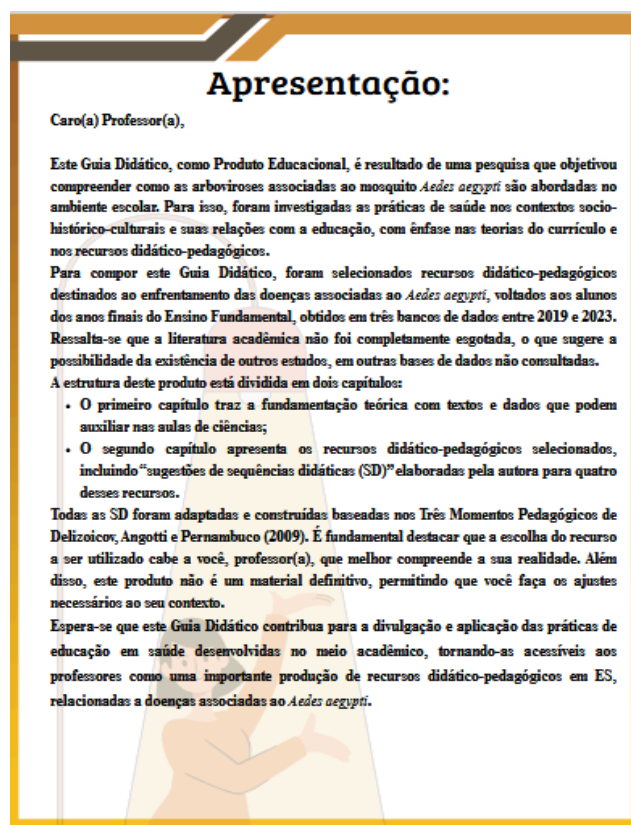 Apresentação:
Caro(a) Professor(a),
Este Guia Didático, como Produto Educacional, é resultado de uma pesquisa que objetivou
compreender como as arboviroses associadas ao mosquito Aedes aegypti são abordadas no
ambiente escolar. Para isso, foram investigadas as práticas de saúde nos contextos socio-
histórico-culturais e suas relações com a educação, com ênfase nas teorias do currículo e
nos recursos didático-pedagógicos.
Para compor este Guia Didático, foram selecionados recursos didático-pedagógicos
destinados ao enfrentamento das doenças associadas ao Aedes aegypti, voltados aos alunos
dos anos finais do Ensino Fundamental, obtidos em três bancos de dados entre 2019 e 2023.
Ressalta-se que a literatura acadêmica não foi completamente esgotada, o que sugere a
possibilidade da existência de outros estudos, em outras bases de dados não consultadas.
A estrutura deste produto está dividida em dois capítulos:
• O primeiro capítulo traz a fundamentação teórica com textos e dados que podem
auxiliar nas aulas de ciências;
• O segundo capítulo apresenta os recursos didático-pedagógicos selecionados,
incluindo “sugestões de sequências didáticas (SD)” elaboradas pela autora para quatro
desses recursos.
Todas as SD foram adaptadas e construídas baseadas nos Três Momentos Pedagógicos de
Delizoicov, Angotti e Pernambuco (2009). É fundamental destacar que a escolha do recurso
a ser utilizado cabe a você, professor(a), que melhor compreende a sua realidade. Além
disso, este produto não é um material definitivo, permitindo que você faça os ajustes
necessários ao seu contexto.
Espera-se que este Guia Didático contribua para a divulgação e aplicação das práticas de
educação em saúde desenvolvidas no meio acadêmico, tornando-as acessíveis aos
professores como uma importante produção de recursos didático-pedagógicos em ES,
relacionadas a doenças associadas ao Aedes aegypti.